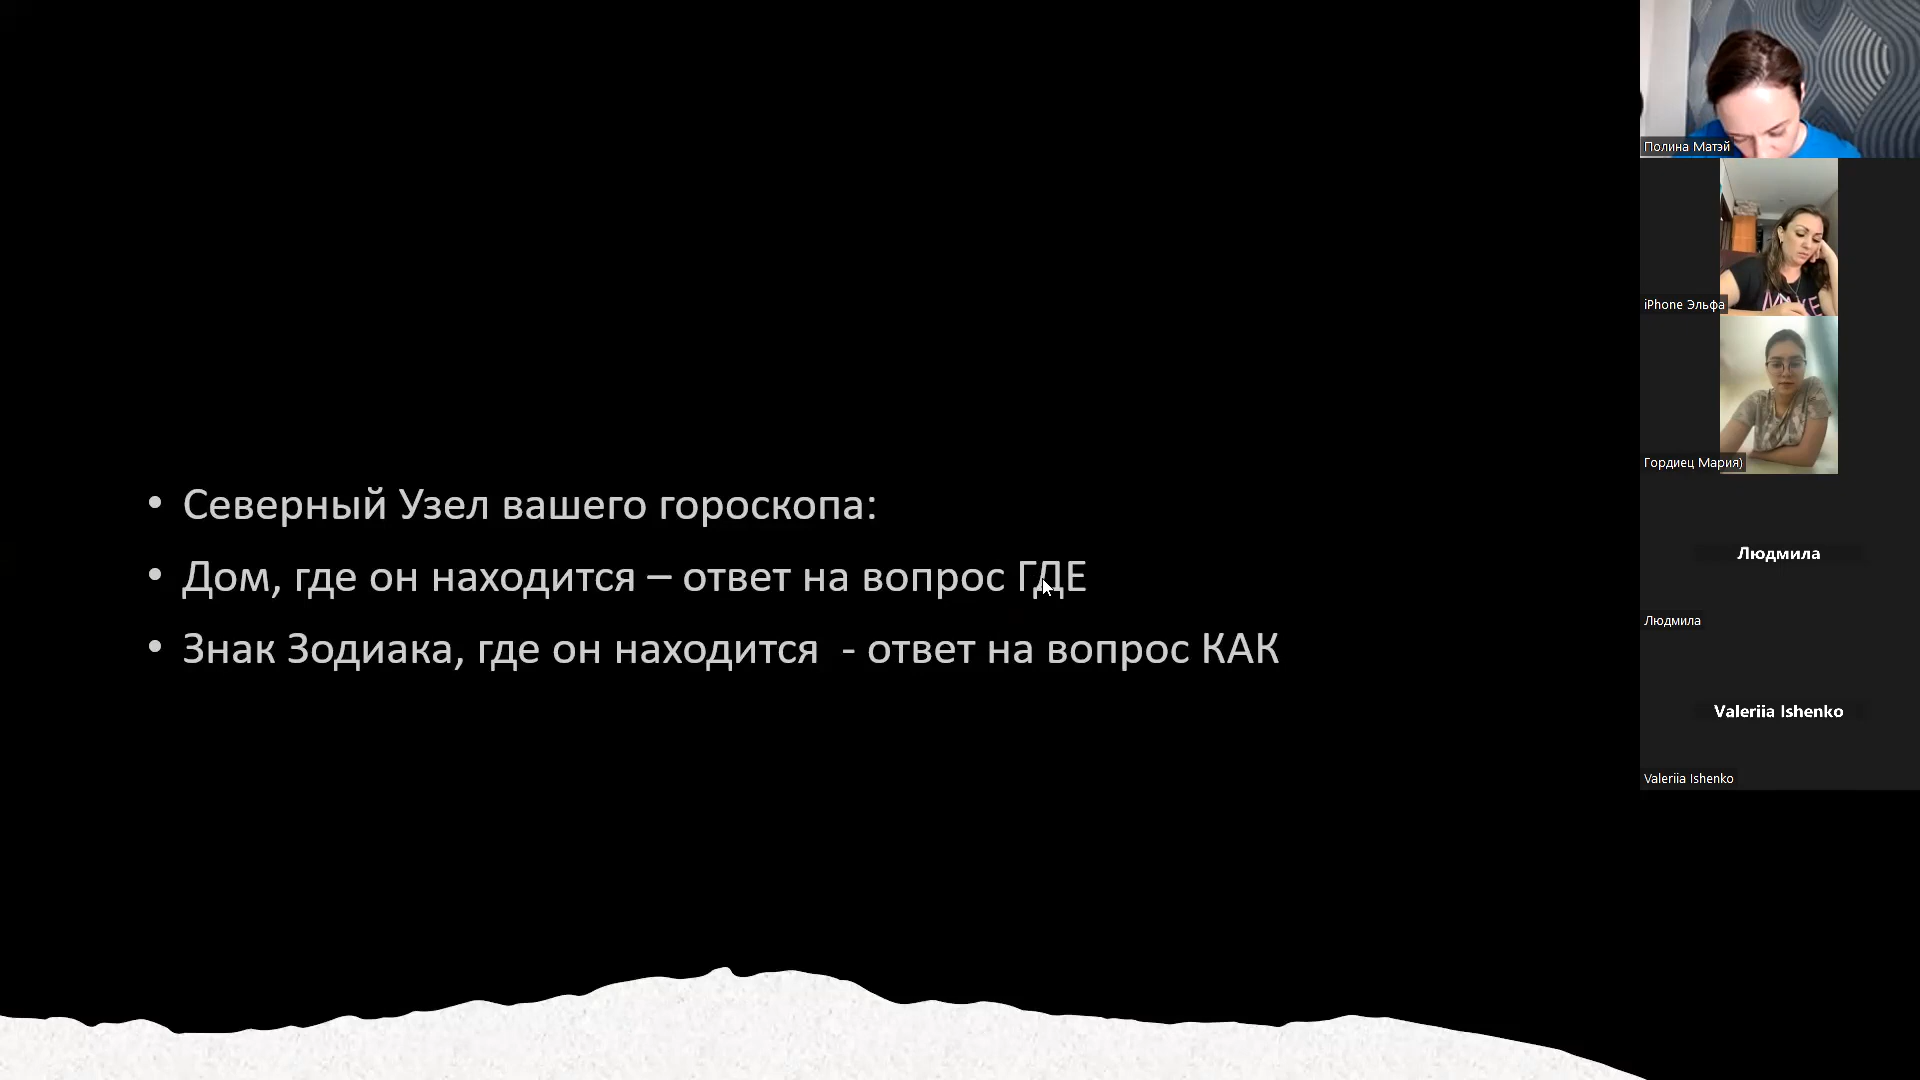 • Северный Узел вашего гороскопа:
• Дом, где он находится – ответ на вопрос ГДЕ
• Знак Зодиака, где он находится  - ответ на вопрос КАК
Полина Матэй
iPhone Эльфа
Гордиец Мария)
Людмила
Людмила
Valeriia Ishenko
Valeriia Ishenko